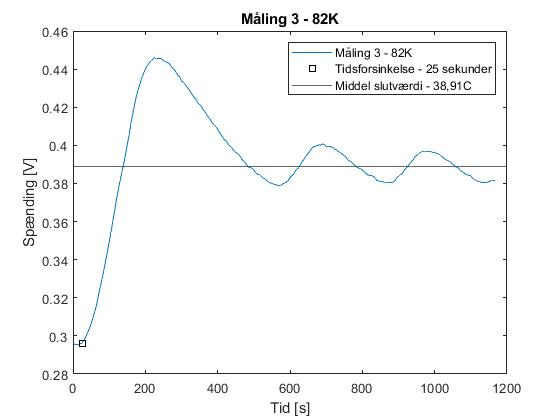 Måling 3 - 82K
0.46
0.44
0.42
0.4
0.38
0.36
0.34
0.32
0.3
0.28
Spænding [V]
Måling 3 - 82K
Tidsforsinkelse - 25 sekunder
Middel slutværdi - 38,91C
0 200 400 600 800 1000 1200
Tid [s]